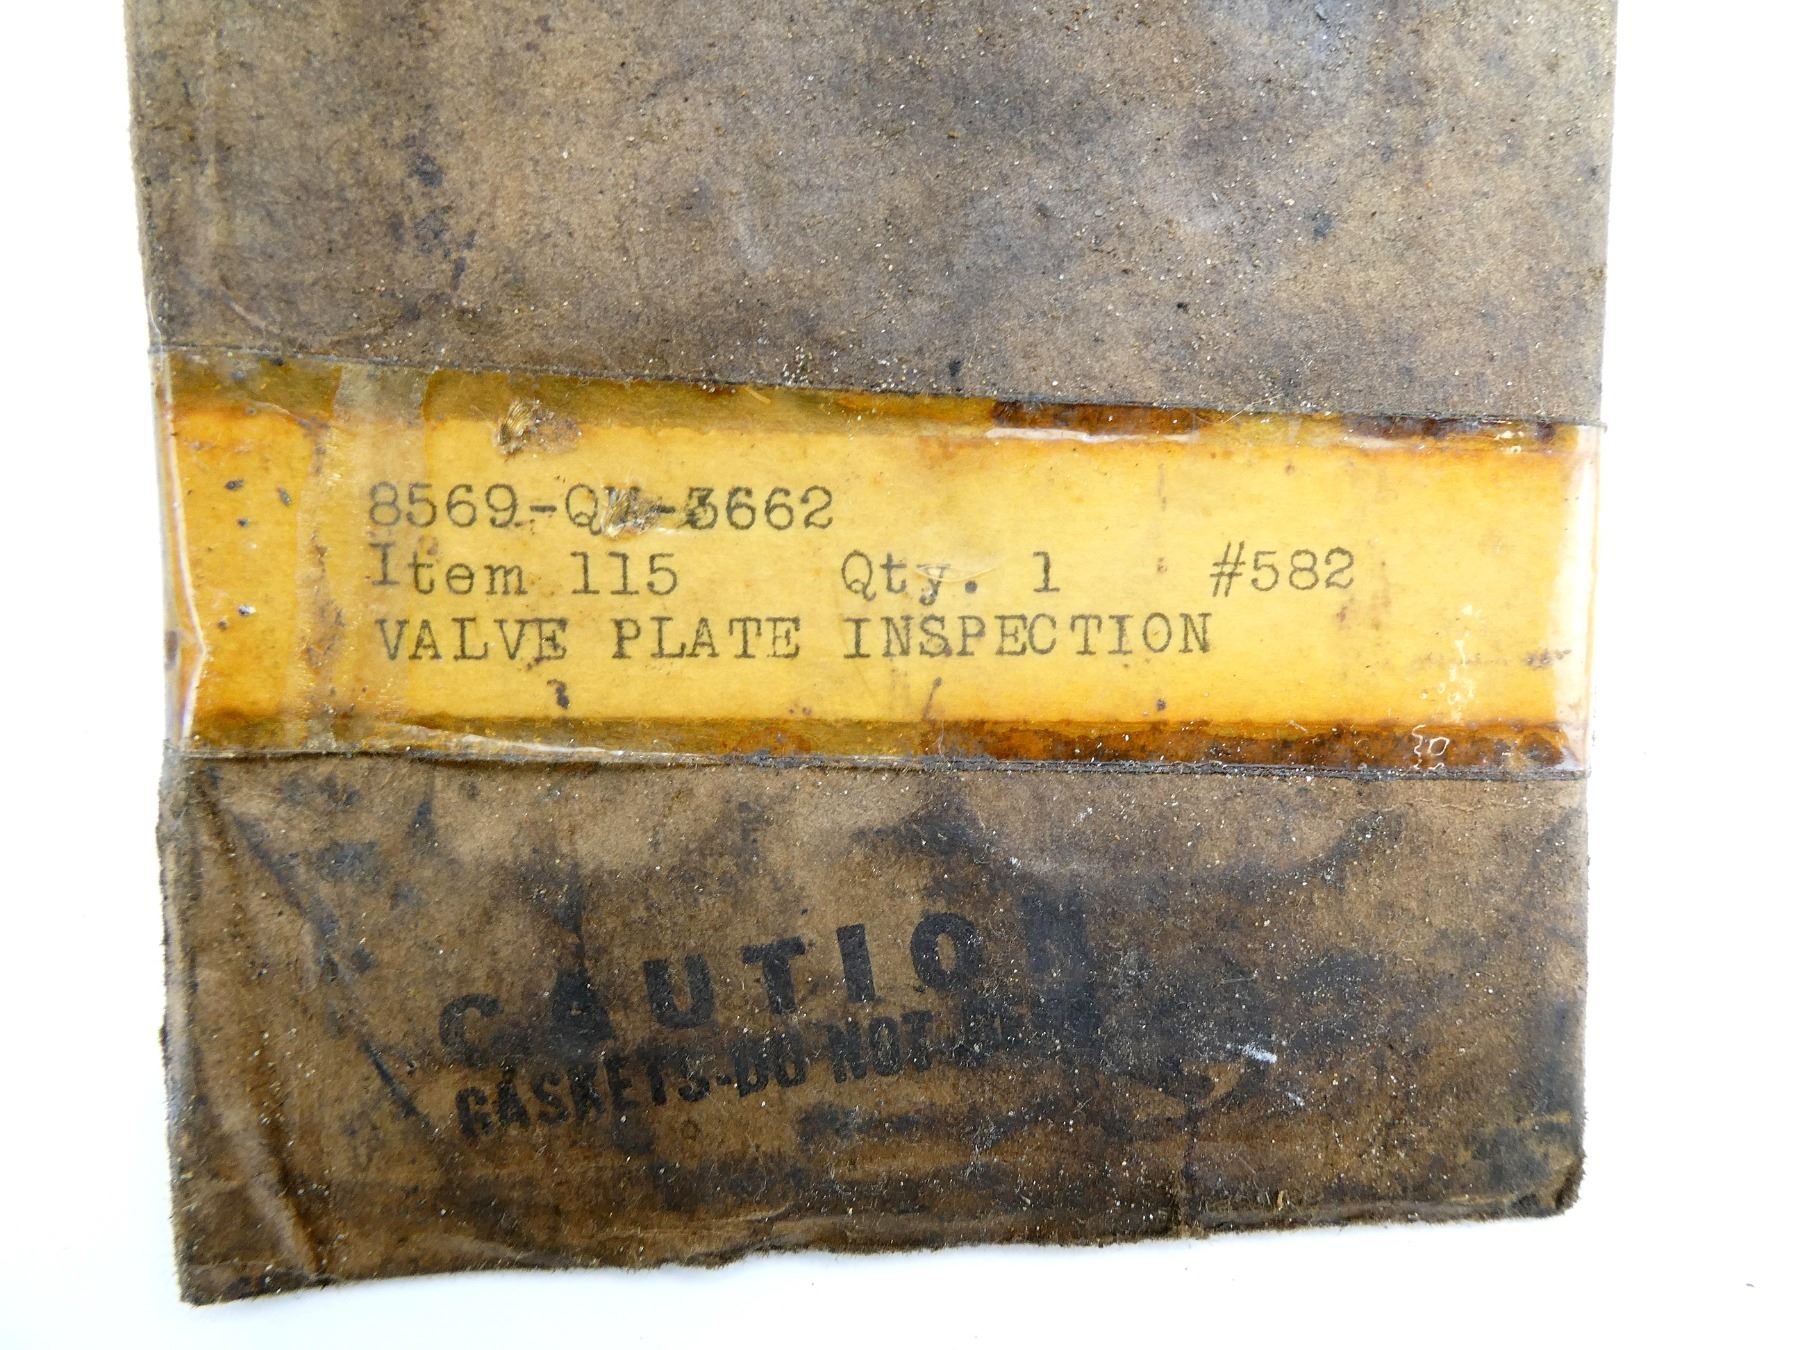 8569-QM-3662
Item 115 Qty. 1 #582
VALVE PLATE INSPECTION
CAUTION
GASKETS-DO NOT